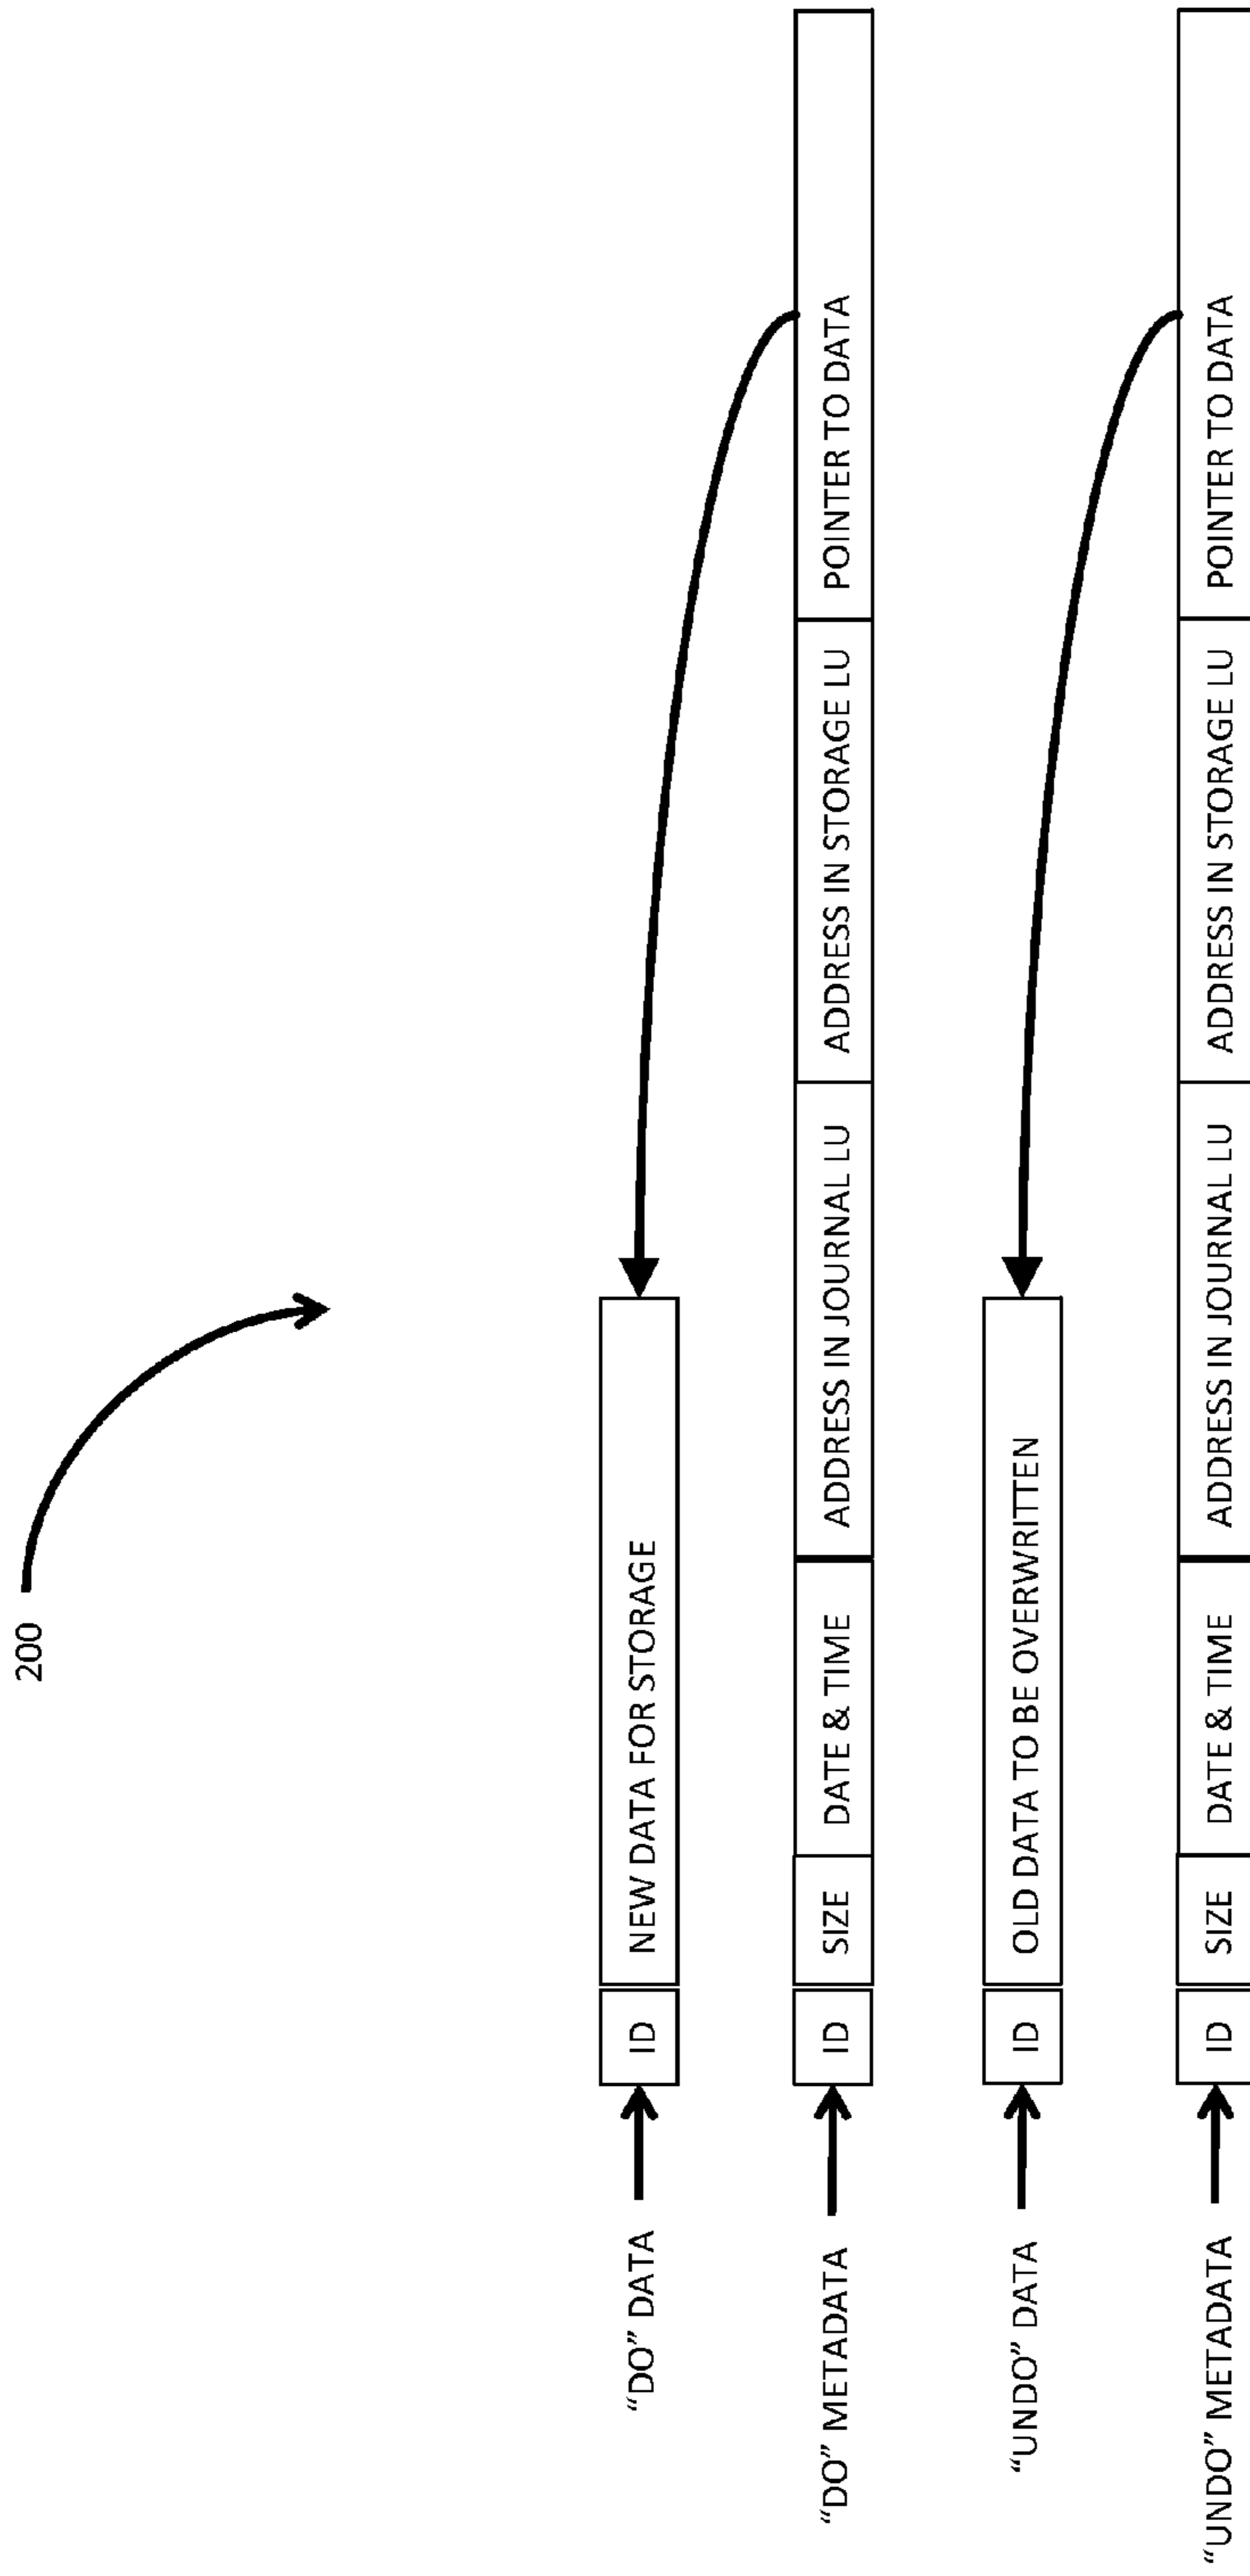 200
“DO” DATA
ID
NEW DATA FOR STORAGE
“DO” METADATA
ID
SIZE
DATE & TIME
ADDRESS IN JOURNAL LU
ADDRESS IN STORAGE LU
POINTER TO DATA
“UNDO” DATA
ID
OLD DATA TO BE OVERWRITTEN
“UNDO” METADATA
ID
SIZE
DATE & TIME
ADDRESS IN JOURNAL LU
ADDRESS IN STORAGE LU
POINTER TO DATA